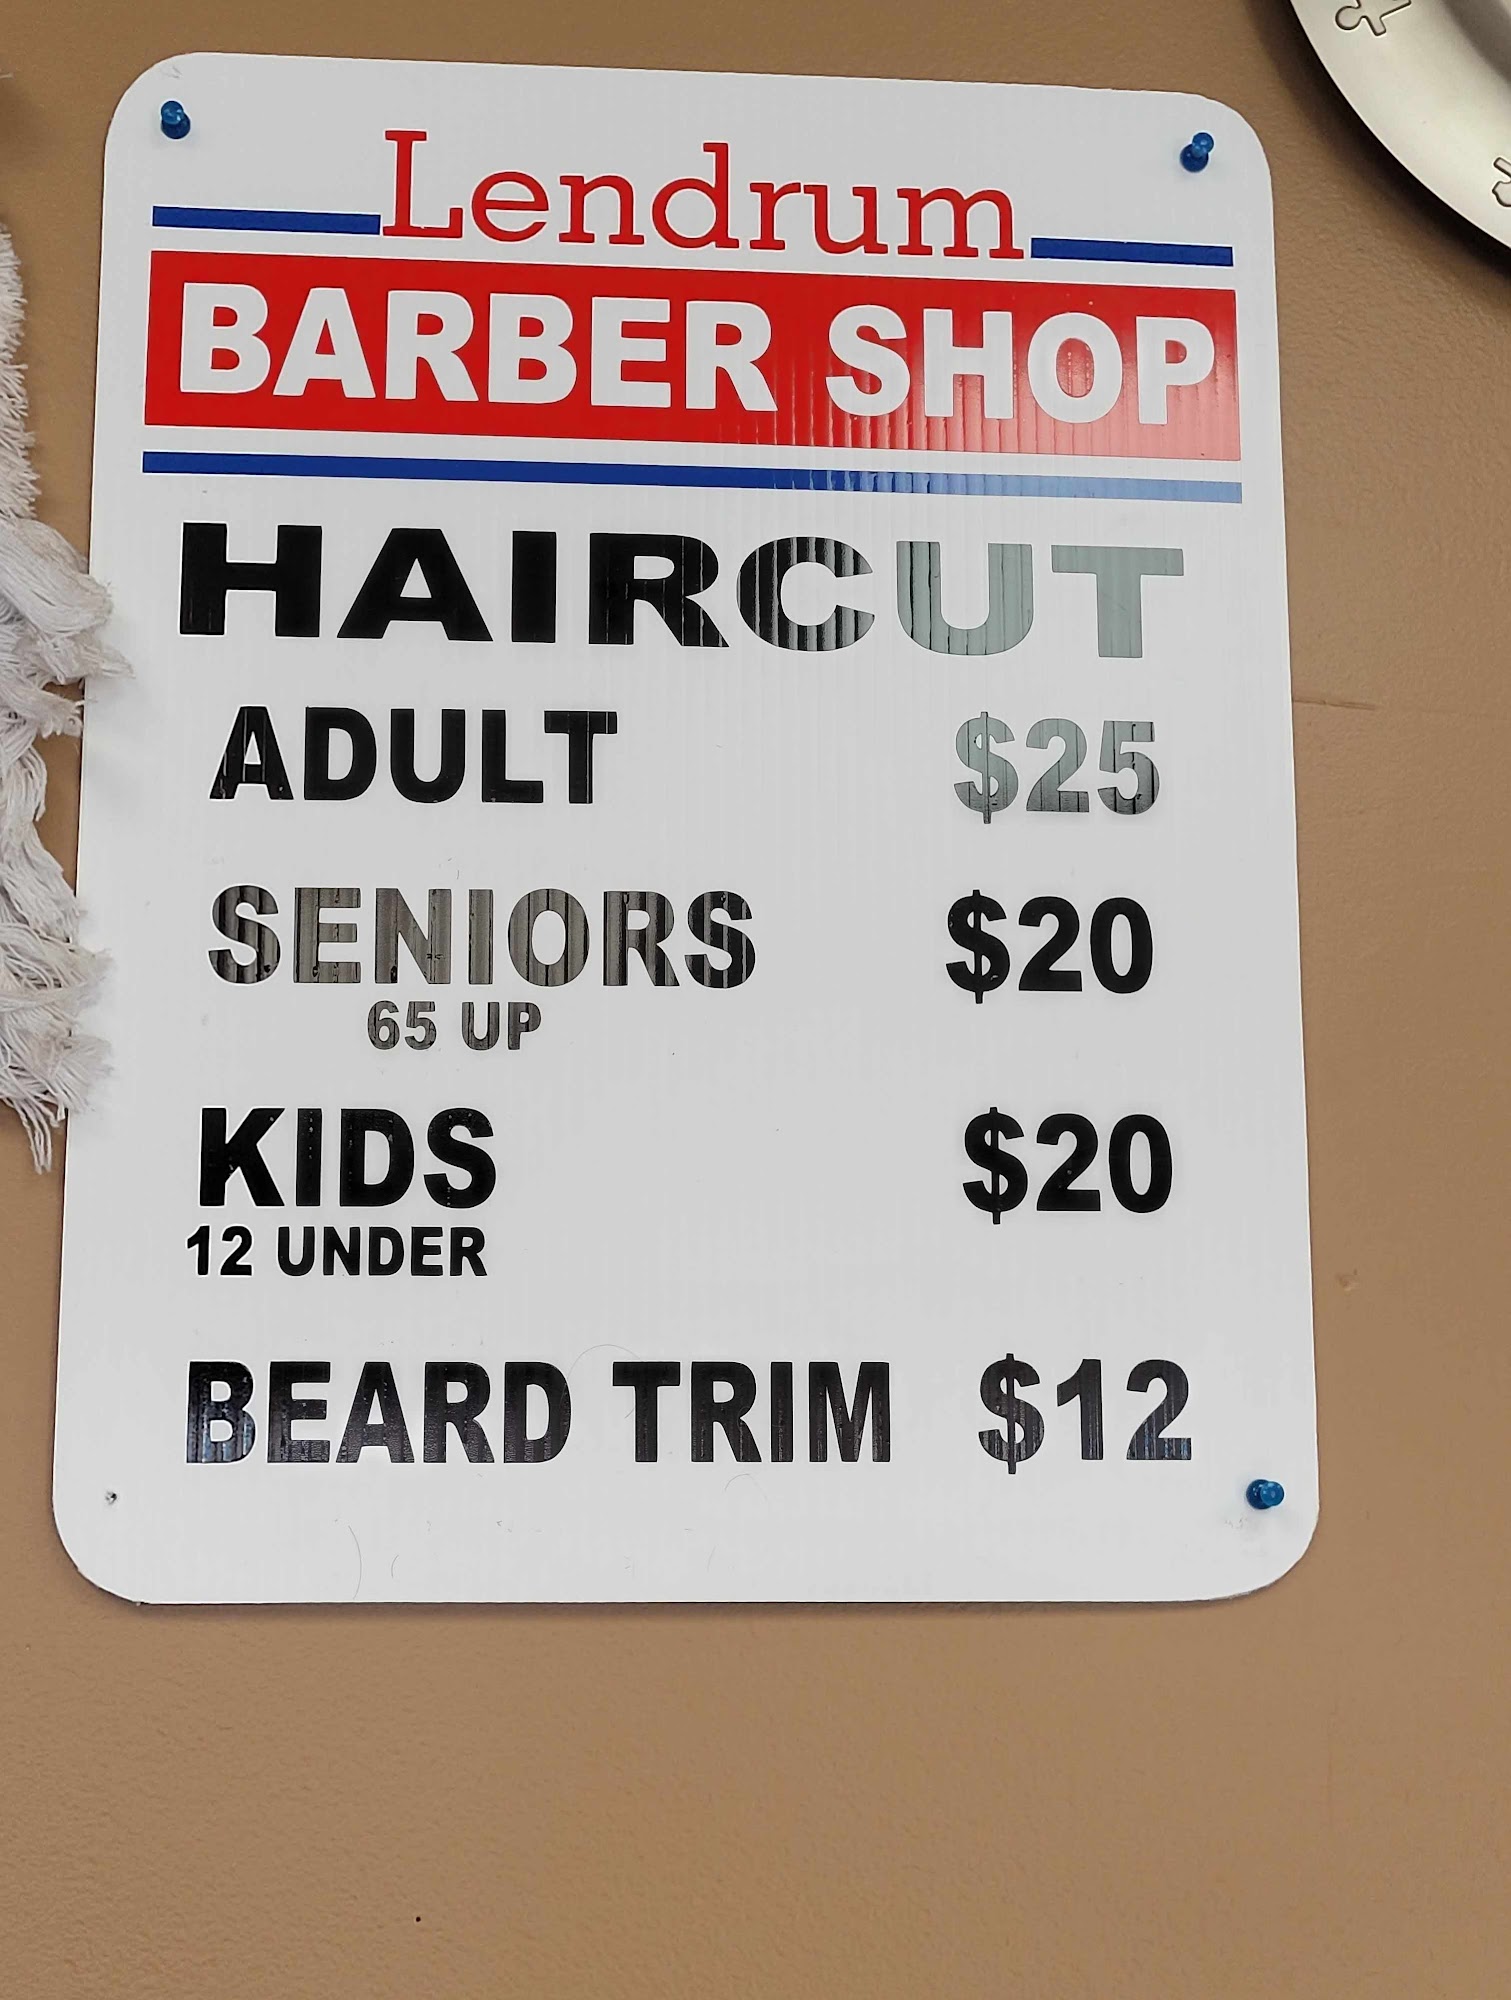 Lendrum
BARBER SHOP
HAIRCUT
ADULT $25
SENIORS $20
65 UP
KIDS $20
12 UNDER
BEARD TRIM $12